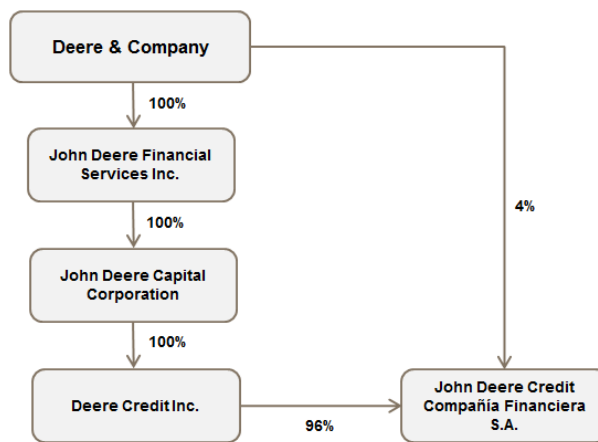 Deere & Company
100%
John Deere Financial
Services Inc.
100%
4%
John Deere Capital
Corporation
100%
Deere Credit Inc.
96%
John Deere Credit
Compañía Financiera
S.A.